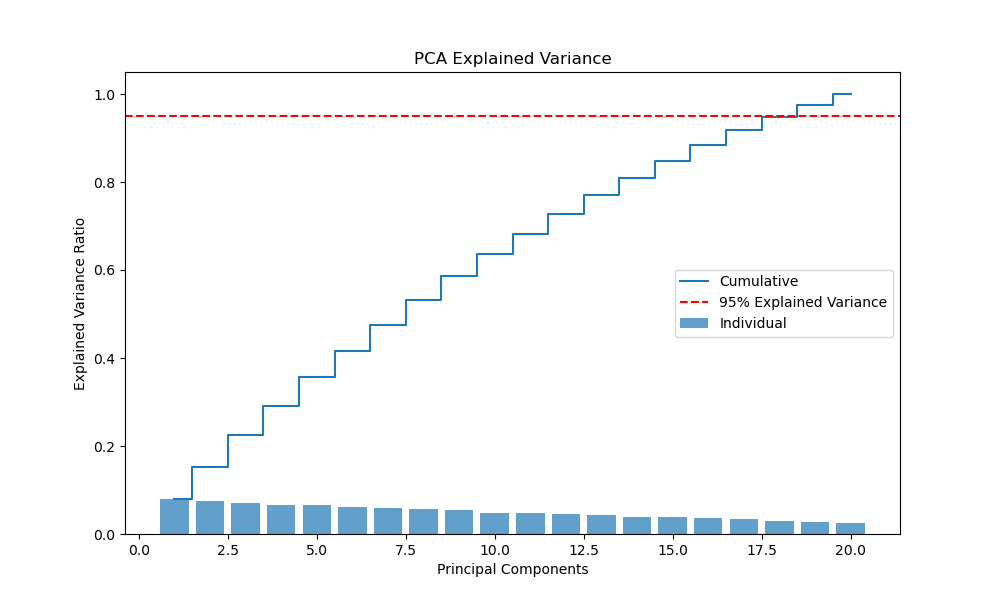 PCA Explained Variance
1.0
0.8
0.6
0.4
0.2
0.0
Explained Variance Ratio
Cumulative
95% Explained Variance
Individual
0.0 2.5 5.0 7.5 10.0 12.5 15.0 17.5 20.0
Principal Components